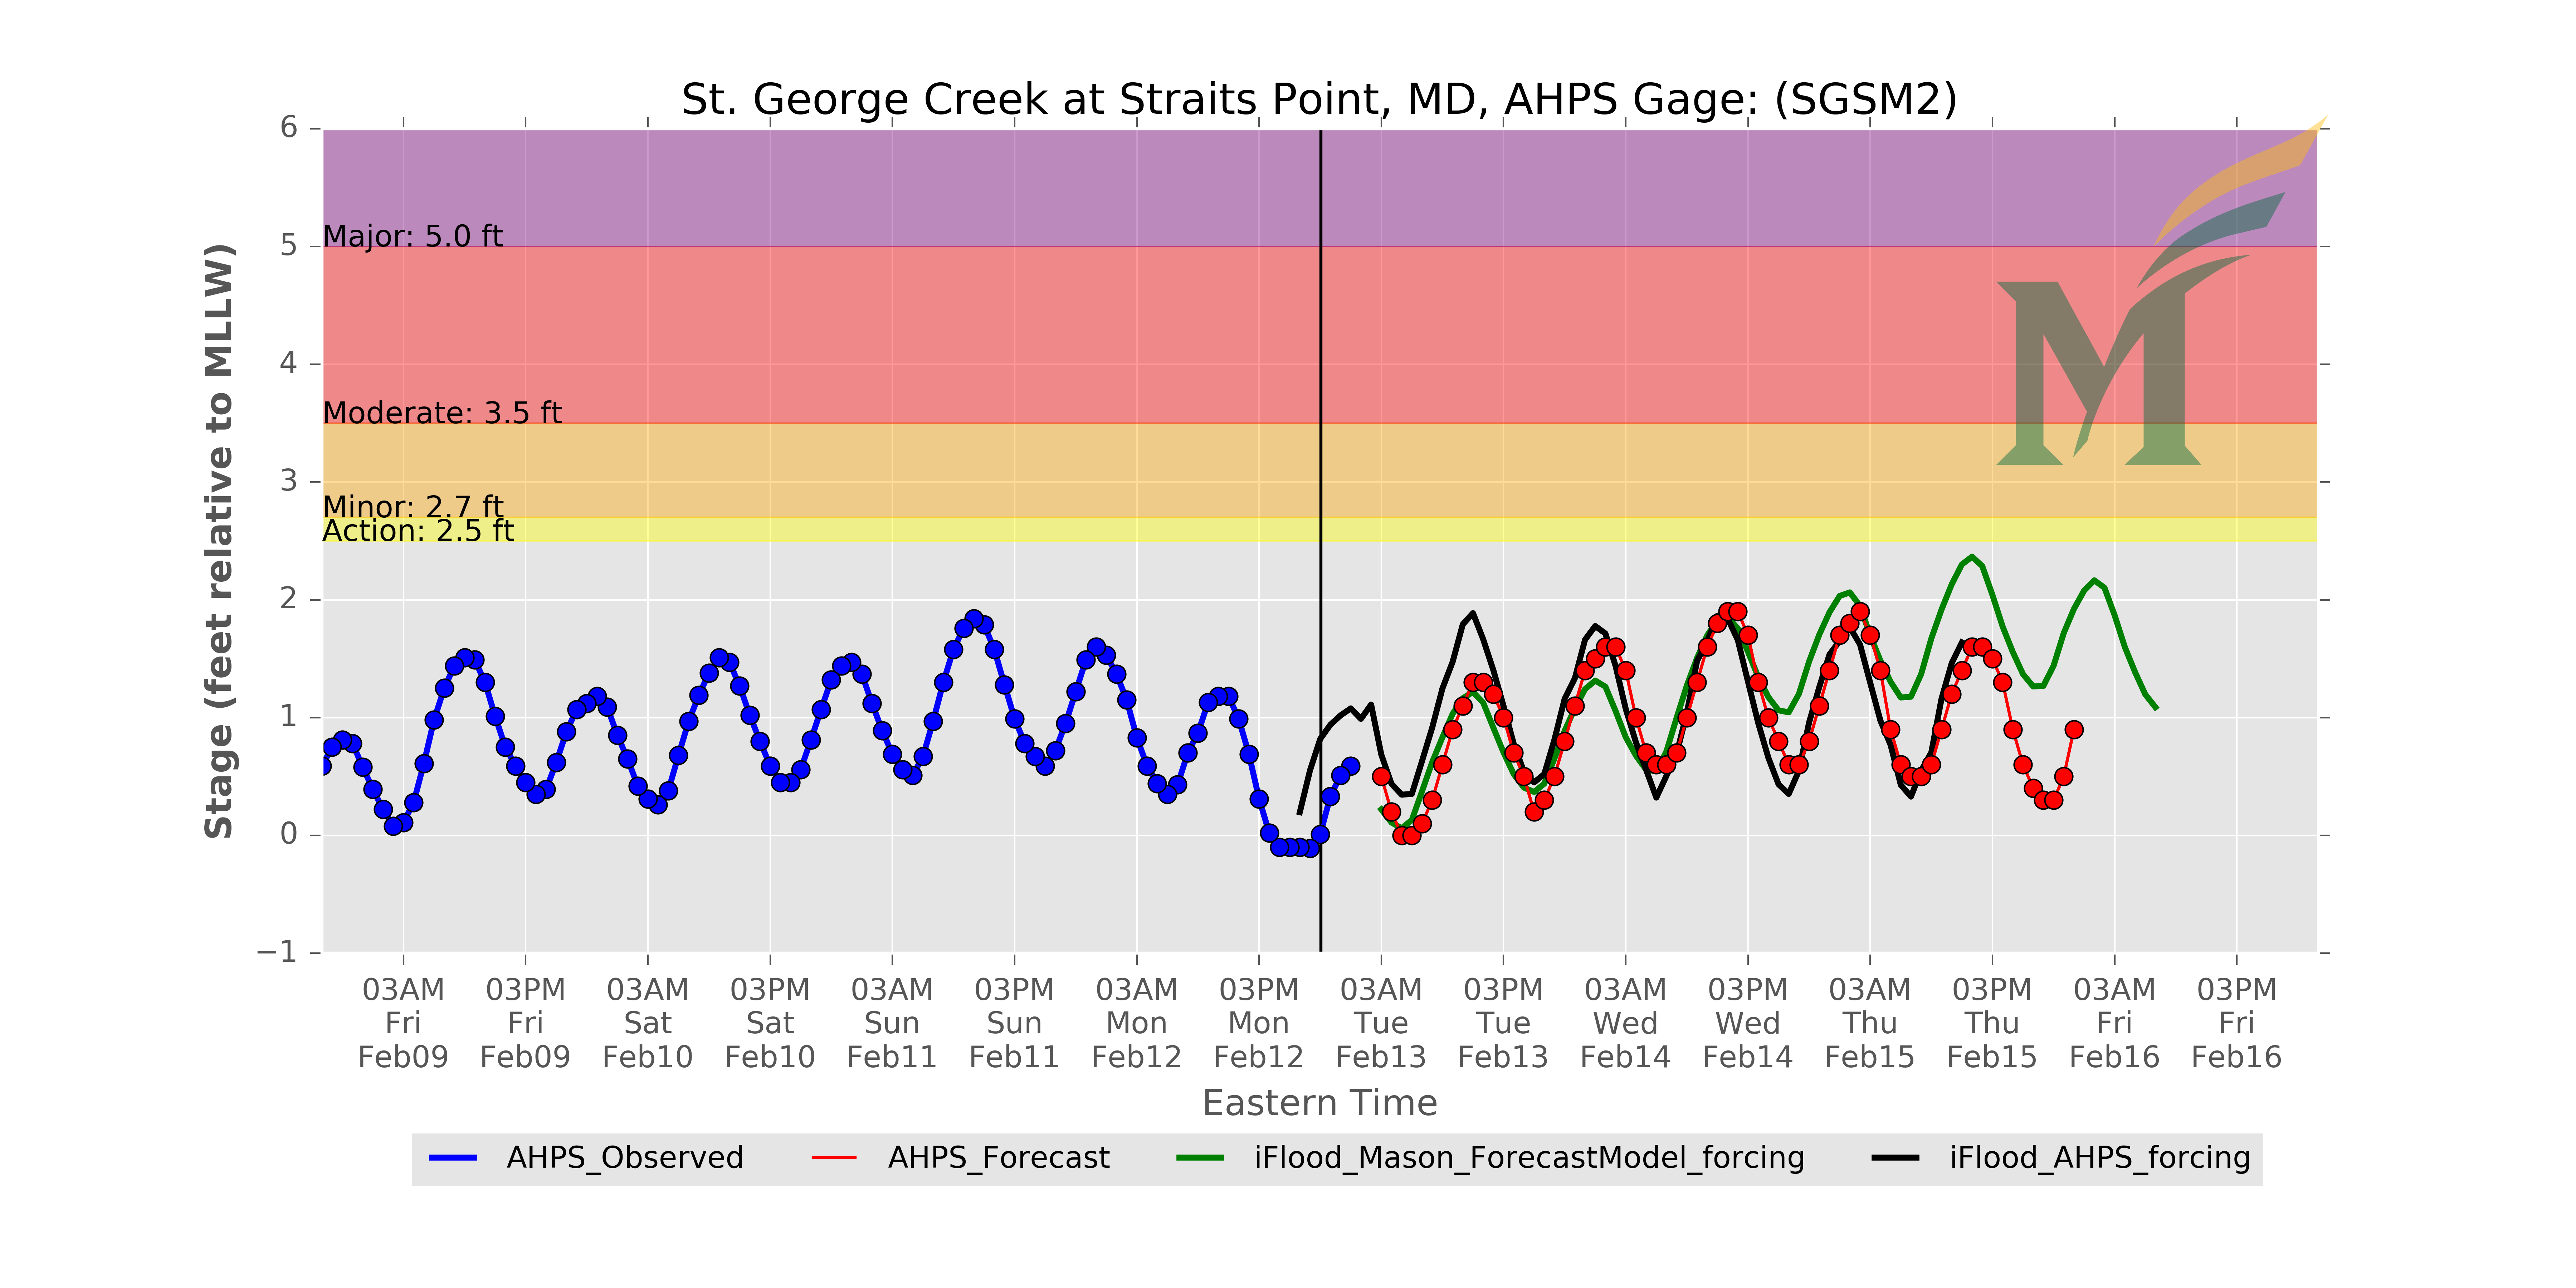 St. George Creek at Straits Point, MD, AHPS Gage: (SGSM2)
Stage (feet relative to MLLW)
6
5
4
3
2
1
0
−1
Major: 5.0 ft
Moderate: 3.5 ft
Minor: 2.7 ft
Action: 2.5 ft
M
03AM 03PM 03AM 03PM 03AM 03PM 03AM 03PM 03AM 03PM 03AM 03PM 03AM 03PM 03AM 03PM
Fri Fri Sat Sat Sun Sun Mon Mon Tue Tue Wed Wed Thu Thu Fri Fri
Feb09 Feb09 Feb10 Feb10 Feb11 Feb11 Feb12 Feb12 Feb13 Feb13 Feb14 Feb14 Feb15 Feb15 Feb16 Feb16
Eastern Time
AHPS_Observed AHPS_Forecast iFlood_Mason_ForecastModel_forcing iFlood_AHPS_forcing